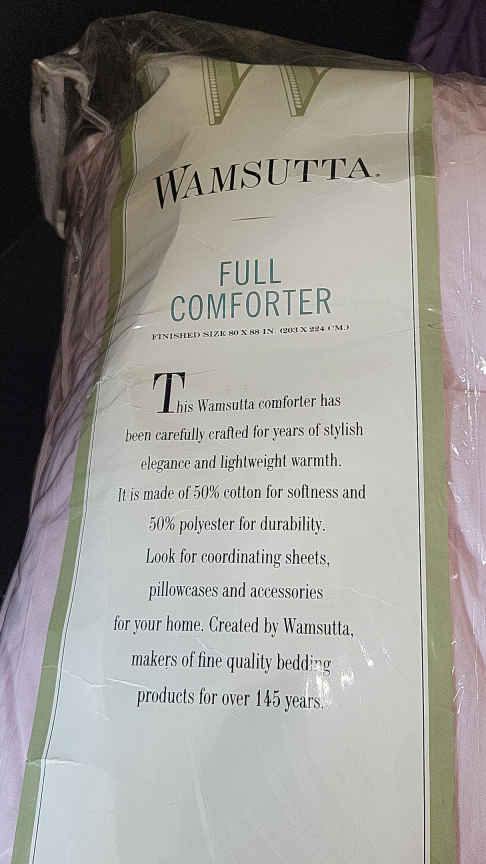 WAMSUTTA.
FULL
COMFORTER
FINISHED SIZE 80 X 88 IN. (203 X 224 CM.)
This Wamsutta comforter has
been carefully crafted for years of stylish
elegance and lightweight warmth.
It is made of 50% cotton for softness and
50% polyester for durability.
Look for coordinating sheets,
pillowcases and accessories
for your home. Created by Wamsutta,
makers of fine quality bedding
products for over 145 years.